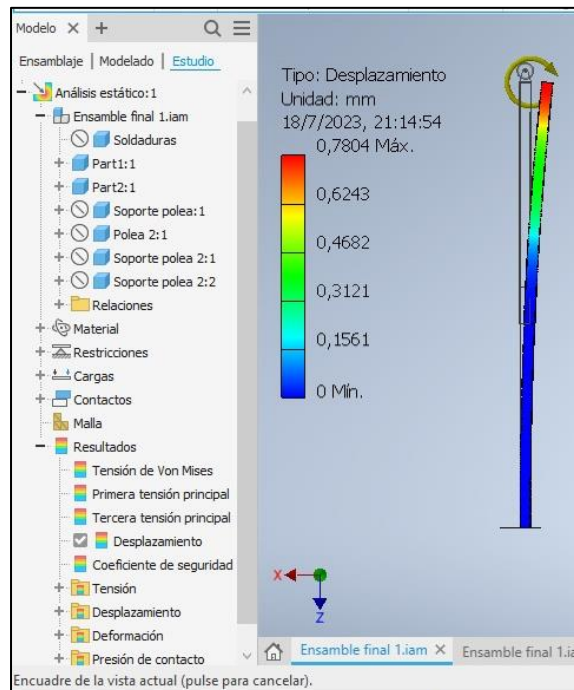 Modelo × +
Ensamblaje | Modelado | Estudio
Análisis estático:1
Ensamble final 1.iam
Soldaduras
Part1:1
Part2:1
Soporte polea:1
Polea 2:1
Soporte polea 2:1
Soporte polea 2:2
Relaciones
Material
Restricciones
Cargas
Contactos
Malla
Resultados
Tensión de Von Mises
Primera tensión principal
Tercera tensión principal
Desplazamiento
Coeficiente de seguridad
Tensión
Desplazamiento
Deformación
Presión de contacto
Tipo: Desplazamiento
Unidad: mm
18/7/2023, 21:14:54
0,7804 Máx.
0,6243
0,4682
0,3121
0,1561
0 Mín.
X
Z
Ensamble final 1.iam × Ensamble final 1.ia
Encuadre de la vista actual (pulse para cancelar).